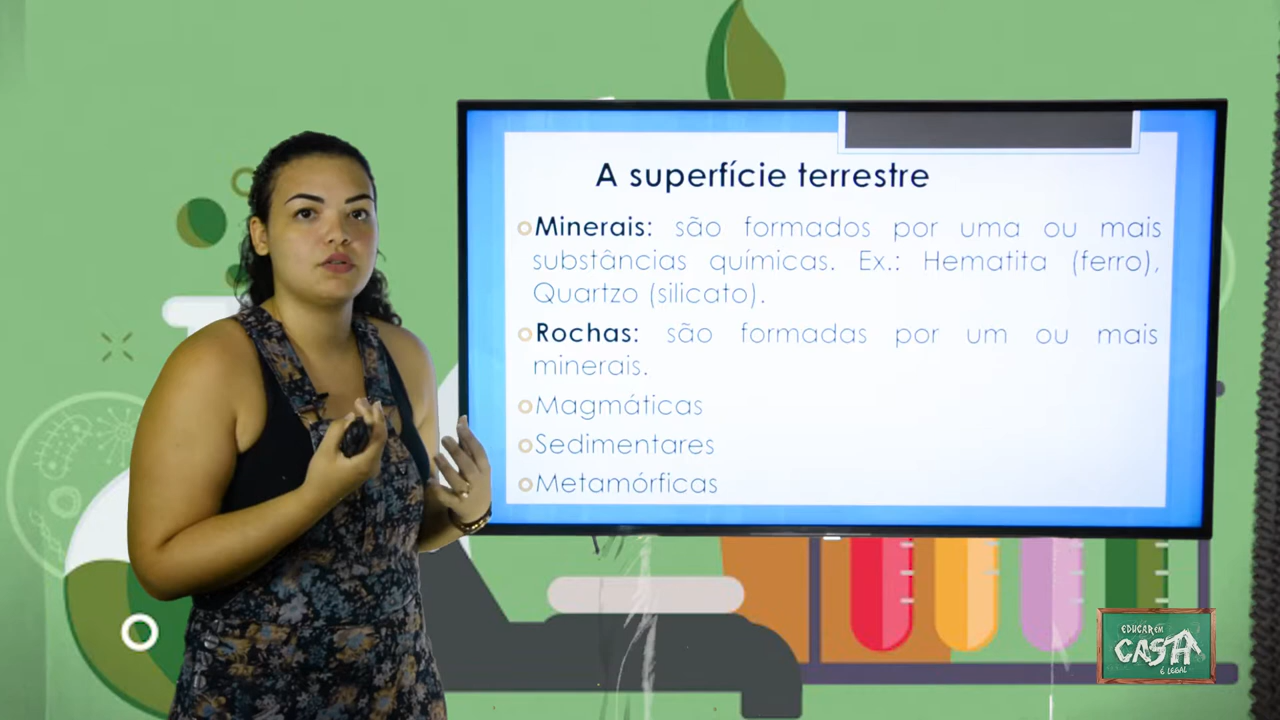 A superfície terrestre
Minerais: são formados por uma ou mais
substâncias químicas. Ex.: Hematita (ferro),
Quartzo (silicato).
Rochas: são formadas por um ou mais
minerais.
Magmáticas
Sedimentares
Metamórficas
EDUCAR EM
CASA
É LEGAL